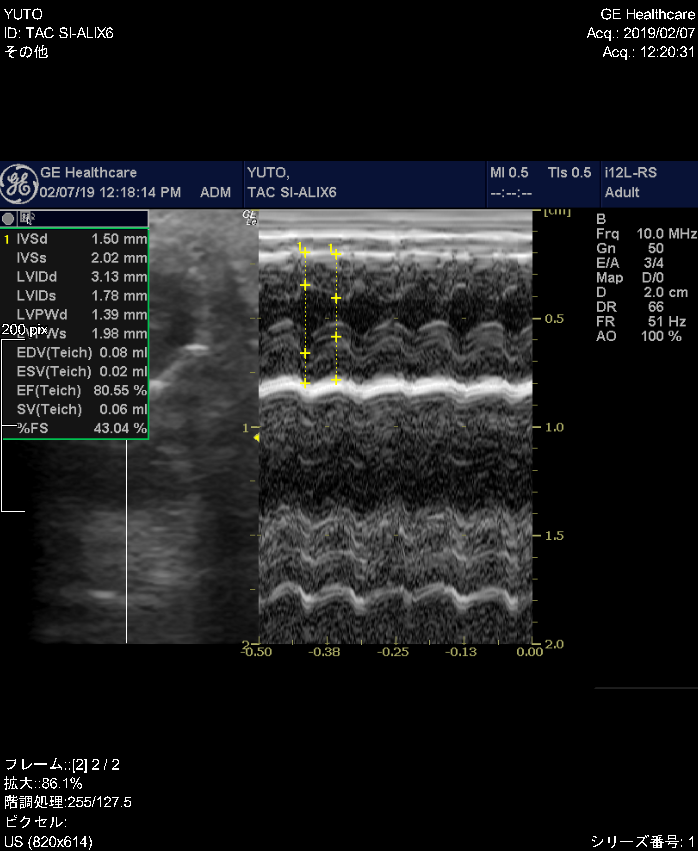 YUTO
ID: TAC SI-ALIX6
その他
GE Healthcare
Acq.: 2019/02/07
Acq.: 12:20:31
GE Healthcare
02/07/19 12:18:14 PM ADM
YUTO,
TAC SI-ALIX6
MI 0.5 TIs 0.5
--:--:--
i12L-RS
Adult
1 IVSd 1.50 mm
IVSs 2.02 mm
LVIDd 3.13 mm
LVIDs 1.78 mm
LVPWd 1.39 mm
1.98 mm
200 pix
EDV(Teich) 0.08 ml
ESV(Teich) 0.02 ml
EF(Teich) 80.55 %
SV(Teich) 0.06 ml
%FS 43.04 %
GE
1 1
0.5
1 1.0
1.5
2 2.0
-0.50 -0.38 -0.25 -0.13 0.00
B
Frq 10.0 MHz
Gn 50
E/A 3/4
Map D/0
D 2.0 cm
DR 66
FR 51 Hz
AO 100 %
フレーム::[2] 2 / 2
拡大::86.1%
階調処理:255/127.5
ピクセル:
US (820x614)
シリーズ番号: 1